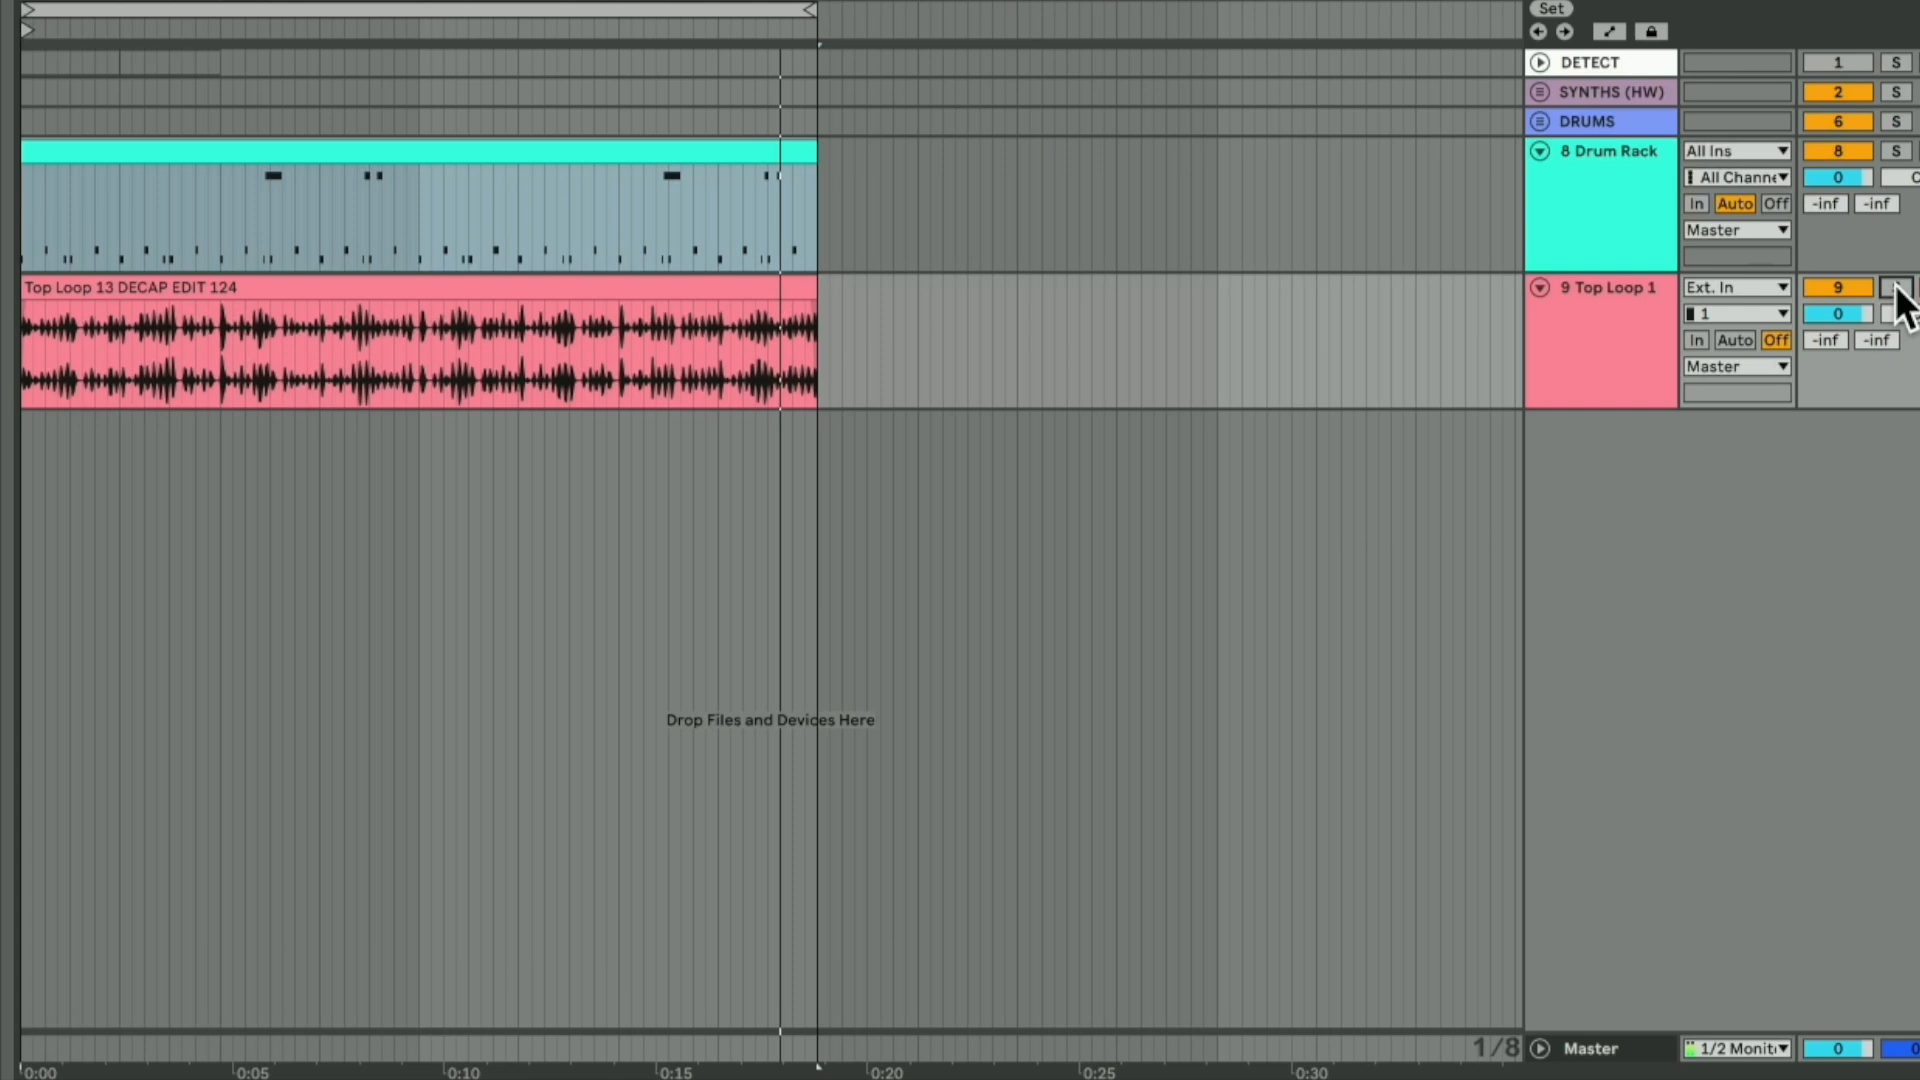 Set
DETECT 1 S
SYNTHS (HW) 2 S
DRUMS 6 S
8 Drum Rack All Ins 8 S
All Channe 0
In Auto Off -inf -inf
Master
Top Loop 13 DECAP EDIT 124 9 Top Loop 1 Ext. In 9
1 0
In Auto Off -inf -inf
Master
Drop Files and Devices Here
1/8 Master 1/2 Monit 0 0
0:00 0:05 0:10 0:15 0:20 0:25 0:30